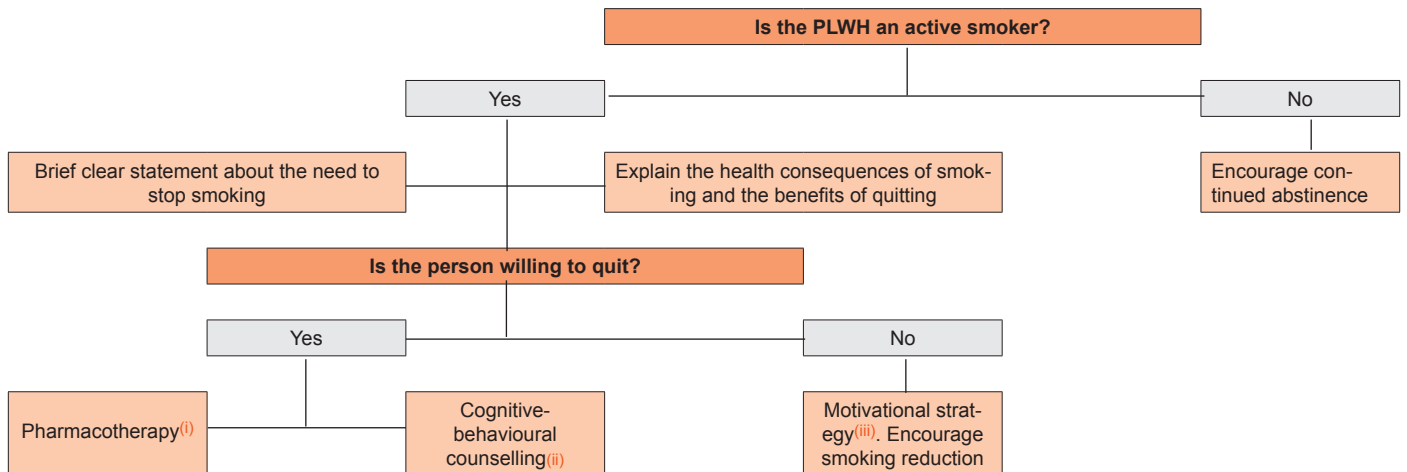 Is the PLWH an active smoker?
Yes
No
Brief clear statement about the need to
stop smoking
Explain the health consequences of smok-
ing and the benefits of quitting
Encourage con-
tinued abstinence
Is the person willing to quit?
Yes
No
Pharmacotherapy(i)
Cognitive-
behavioural
counselling(ii)
Motivational strat-
egy(iii). Encourage
smoking reduction